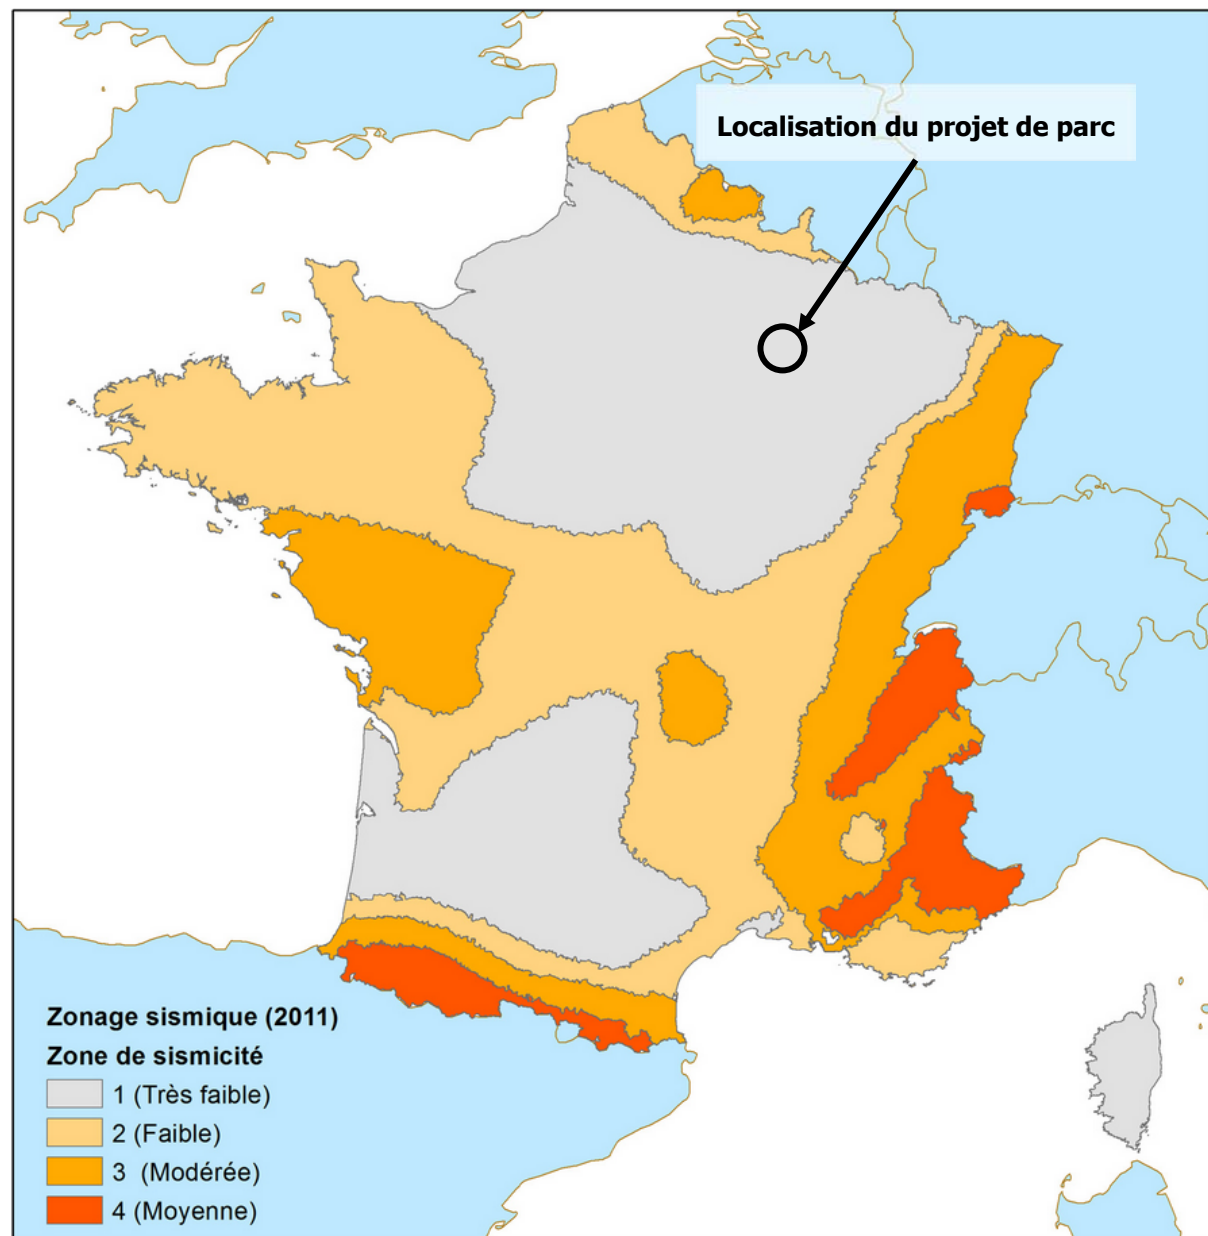 Localisation du projet de parc
Zonage sismique (2011)
Zone de sismicité
1 (Très faible)
2 (Faible)
3 (Modérée)
4 (Moyenne)